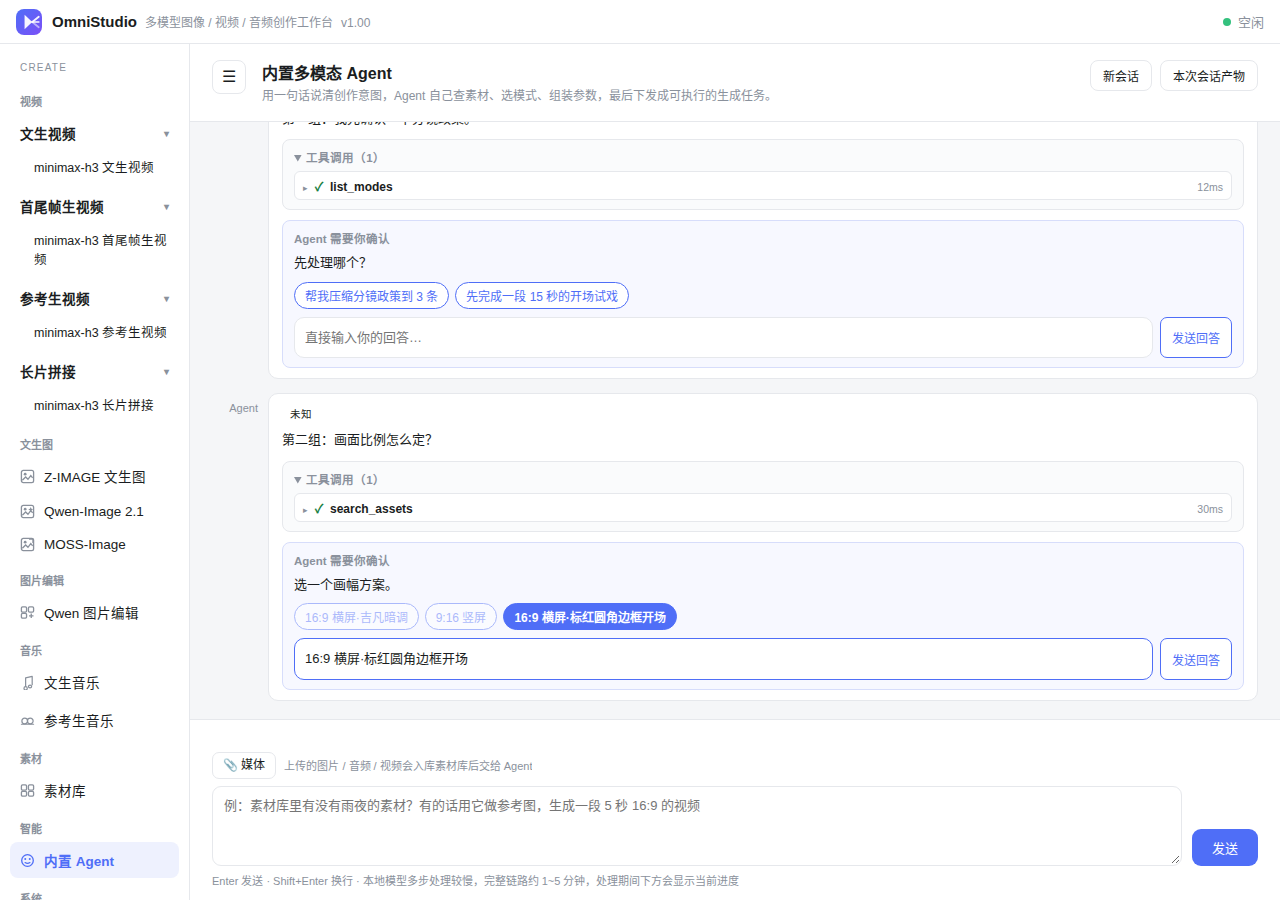 OmniStudio 多模型图像 / 视频 / 音频创作工作台 v1.00
空闲
CREATE
视频
文生视频
minimax-h3 文生视频
首尾帧生视频
minimax-h3 首尾帧生视
频
参考生视频
minimax-h3 参考生视频
长片拼接
minimax-h3 长片拼接
文生图
Z-IMAGE 文生图
Qwen-Image 2.1
MOSS-Image
图片编辑
Qwen 图片编辑
音乐
文生音乐
参考生音乐
素材
素材库
智能
内置 Agent
内置多模态 Agent
用一句话说清创作意图，Agent 自己查素材、选模式、组装参数，最后下发成可执行的生成任务。
新会话
本次会话产物
▼ 工具调用（1）
▸ ✓ list_modes 12ms
Agent 需要你确认
先处理哪个？
帮我压缩分镜政策到 3 条
先完成一段 15 秒的开场试戏
直接输入你的回答…
发送回答
Agent
未知
第二组：画面比例怎么定？
▼ 工具调用（1）
▸ ✓ search_assets 30ms
Agent 需要你确认
选一个画幅方案。
16:9 横屏·吉凡暗调
9:16 竖屏
16:9 横屏·标红圆角边框开场
16:9 横屏·标红圆角边框开场
发送回答
📎 媒体 上传的图片 / 音频 / 视频会入库素材库后交给 Agent
例：素材库里有没有雨夜的素材？有的话用它做参考图，生成一段 5 秒 16:9 的视频
发送
Enter 发送 · Shift+Enter 换行 · 本地模型多步处理较慢，完整链路约 1~5 分钟，处理期间下方会显示当前进度